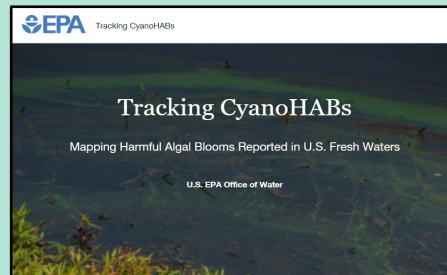 EPA Tracking CyanoHABs
Tracking CyanoHABs
Mapping Harmful Algal Blooms Reported in U.S. Fresh Waters
U.S. EPA Office of Water